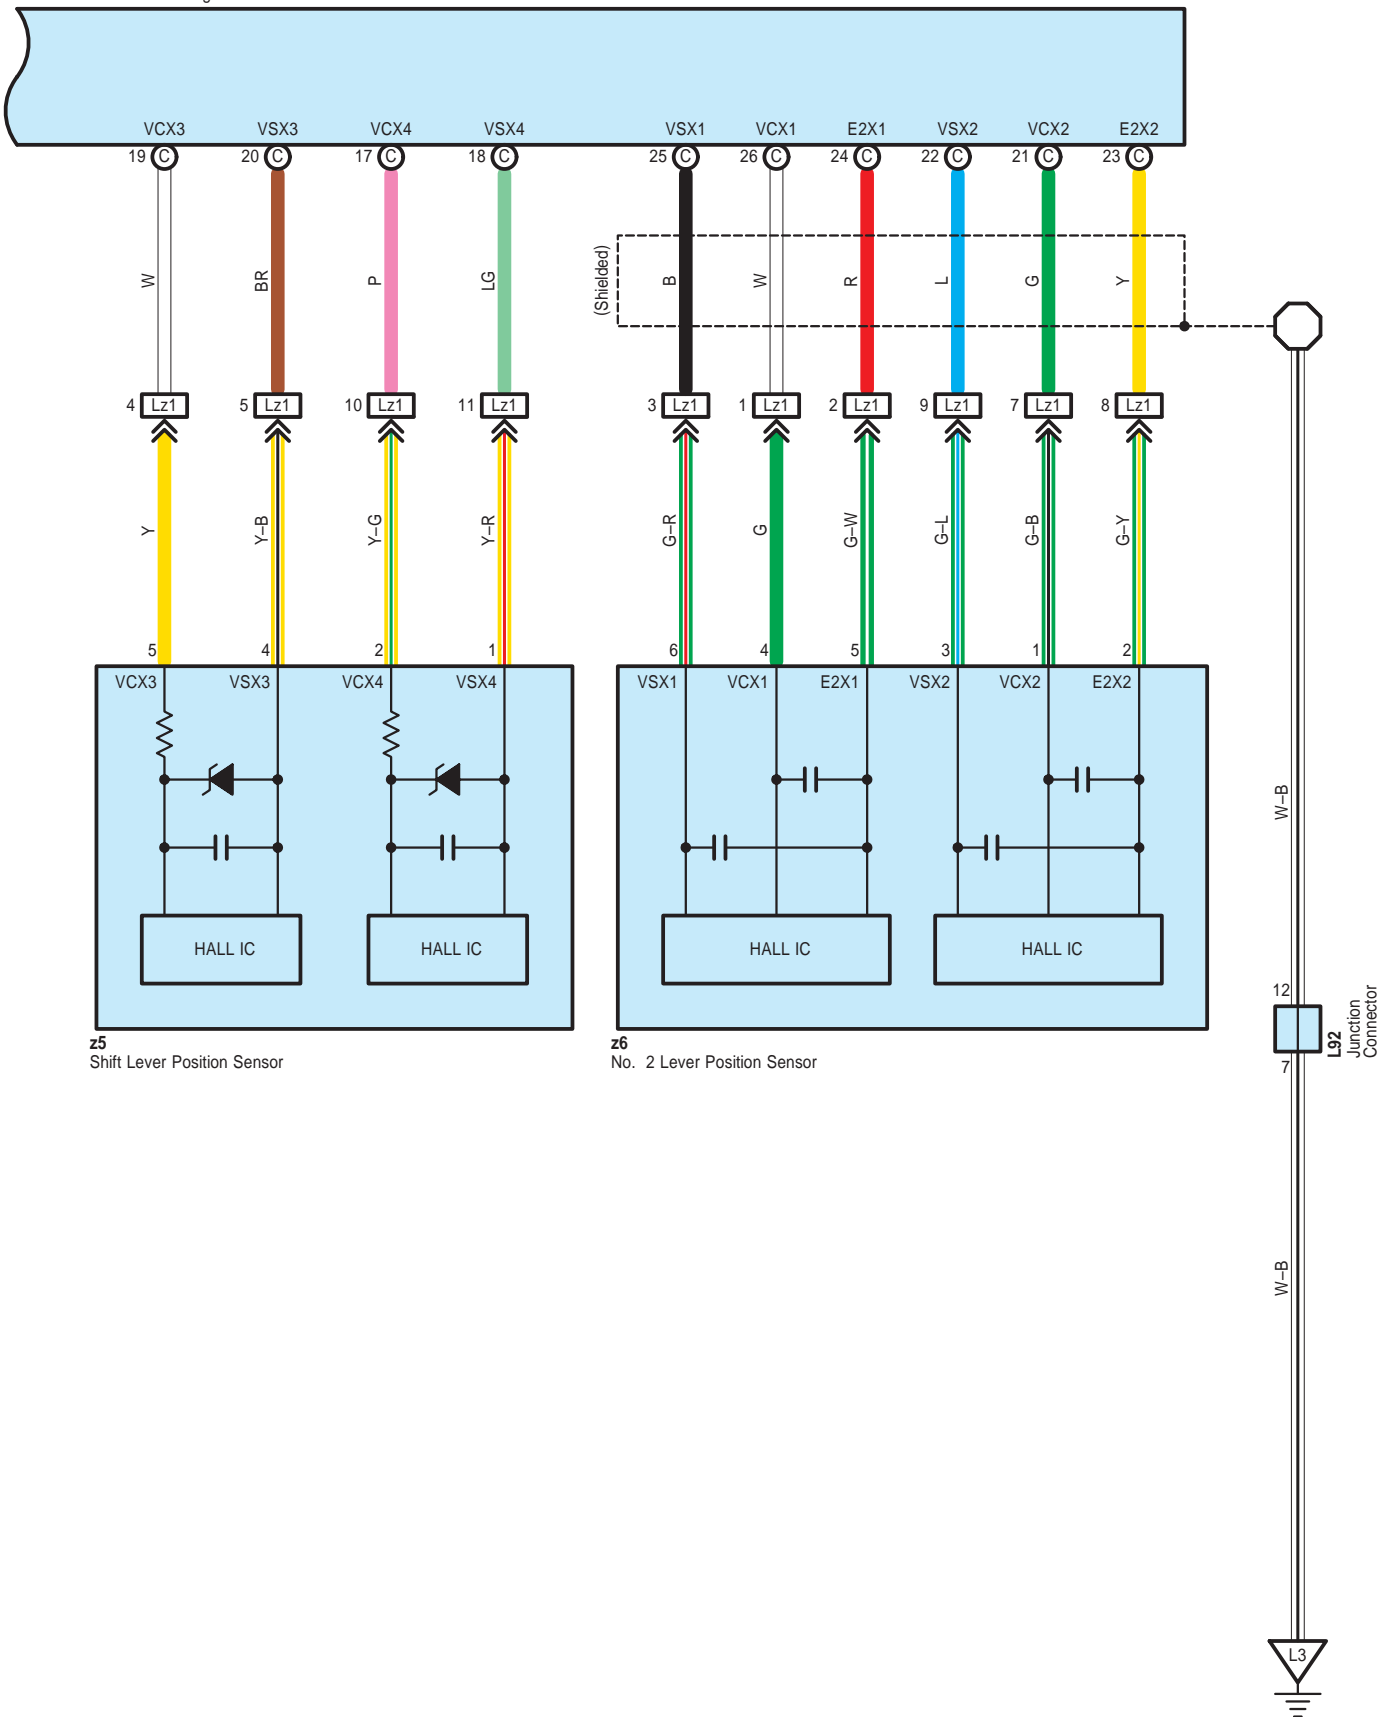 VCX3 VSX3 VCX4 VSX4 VSX1 VCX1 E2X1 VSX2 VCX2 E2X2
19 C 20 C 17 C 18 C 25 C 26 C 24 C 22 C 21 C 23 C
(Shielded)
W BR P LG B W R L G Y
4 Lz1 5 Lz1 10 Lz1 11 Lz1 3 Lz1 1 Lz1 2 Lz1 9 Lz1 7 Lz1 8 Lz1
Y Y–B Y–G Y–R G–R G G–W G–L G–B G–Y
5 4 2 1 6 4 5 3 1 2
VCX3 VSX3 VCX4 VSX4 VSX1 VCX1 E2X1 VSX2 VCX2 E2X2
W–B
HALL IC HALL IC HALL IC HALL IC
12
z5
Shift Lever Position Sensor
z6
No. 2 Lever Position Sensor
L92
Junction
Connector
7
W–B
L3